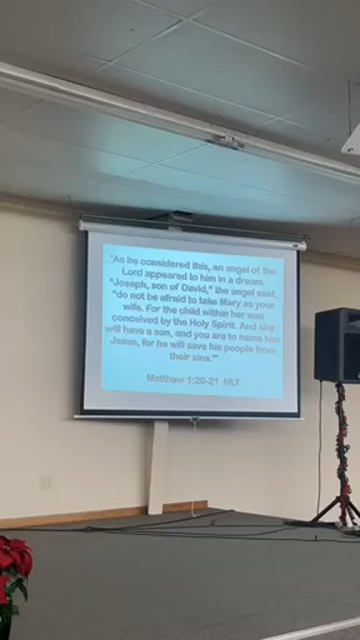 "As he considered this, an angel of the
Lord appeared to him in a dream.
"Joseph, son of David," the angel said,
"do not be afraid to take Mary as your
wife. For the child within her was
conceived by the Holy Spirit. And she
will have a son, and you are to name him
Jesus, for he will save his people from
their sins.'"
Matthew 1:20-21 NLT